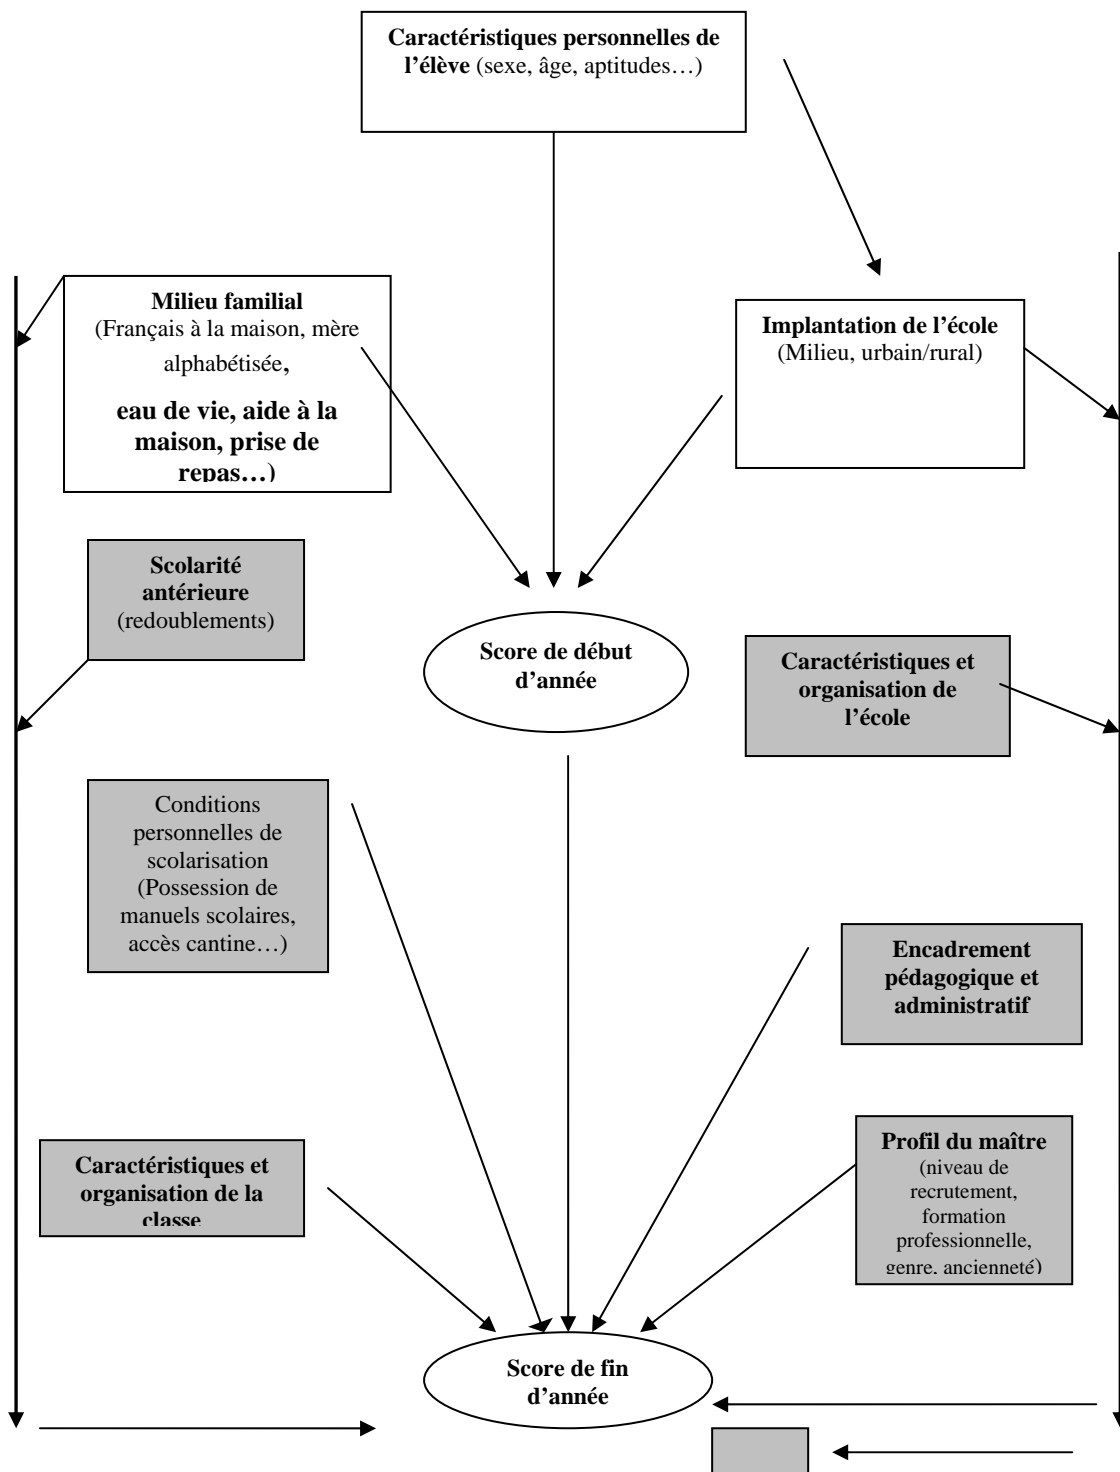 Caractéristiques personnelles de
l’élève (sexe, âge, aptitudes…)
Milieu familial
(Français à la maison, mère
alphabétisée,
eau de vie, aide à la
maison, prise de
repas…)
Implantation de l’école
(Milieu, urbain/rural)
Scolarité
antérieure
(redoublements)
Score de début
d’année
Caractéristiques et
organisation de
l’école
Conditions
personnelles de
scolarisation
(Possession de
manuels scolaires,
accès cantine…)
Encadrement
pédagogique et
administratif
Caractéristiques et
organisation de la
classe
Profil du maître
(niveau de
recrutement,
formation
professionnelle,
genre, ancienneté)
Score de fin
d’année